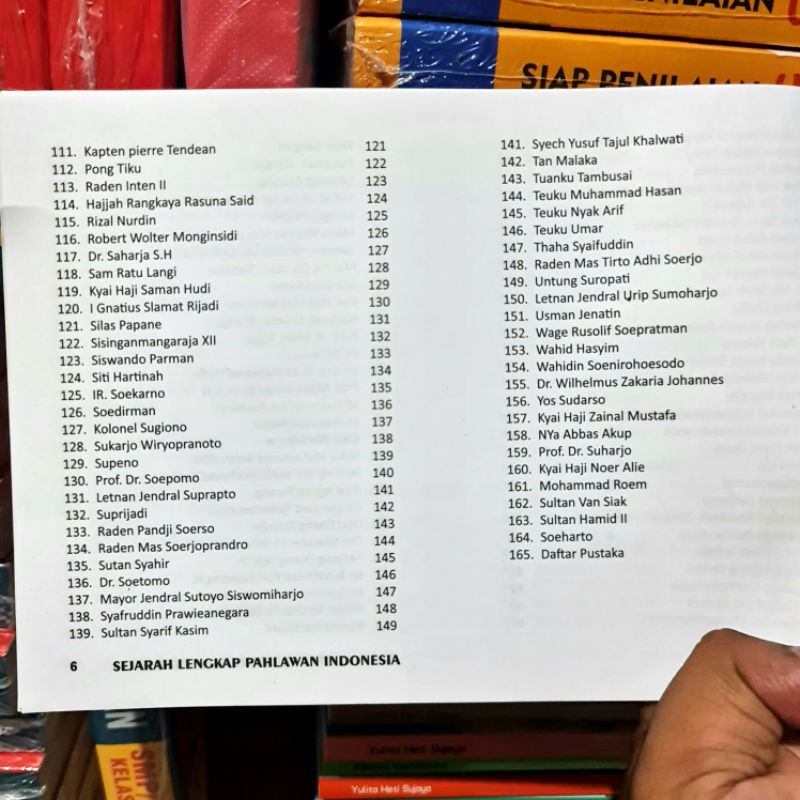 SIAP PENILAIAN
111. Kapten pierre Tendean 121
112. Pong Tiku 122
113. Raden Inten II 123
114. Hajjah Rangkaya Rasuna Said 124
115. Rizal Nurdin 125
116. Robert Wolter Monginsidi 126
117. Dr. Saharja S.H 127
118. Sam Ratu Langi 128
119. Kyai Haji Saman Hudi 129
120. I Gnatius Slamat Rijadi 130
121. Silas Papane 131
122. Sisinganmangaraja XII 132
123. Siswando Parman 133
124. Siti Hartinah 134
125. IR. Soekarno 135
126. Soedirman 136
127. Kolonel Sugiono 137
128. Sukarjo Wiryopranoto 138
129. Supeno 139
130. Prof. Dr. Soepomo 140
131. Letnan Jendral Suprapto 141
132. Suprijadi 142
133. Raden Pandji Soerso 143
134. Raden Mas Soerjoprandro 144
135. Sutan Syahir 145
136. Dr. Soetomo 146
137. Mayor Jendral Sutoyo Siswomiharjo 147
138. Syafruddin Prawieanegara 148
139. Sultan Syarif Kasim 149
141. Syech Yusuf Tajul Khalwati
142. Tan Malaka
143. Tuanku Tambusai
144. Teuku Muhammad Hasan
145. Teuku Nyak Arif
146. Teuku Umar
147. Thaha Syaifuddin
148. Raden Mas Tirto Adhi Soerjo
149. Untung Suropati
150. Letnan Jendral Urip Sumoharjo
151. Usman Jenatin
152. Wage Rusolif Soepratman
153. Wahid Hasyim
154. Wahidin Soenirohoesodo
155. Dr. Wilhelmus Zakaria Johannes
156. Yos Sudarso
157. Kyai Haji Zainal Mustafa
158. NYa Abbas Akup
159. Prof. Dr. Suharjo
160. Kyai Haji Noer Alie
161. Mohammad Roem
162. Sultan Van Siak
163. Sultan Hamid II
164. Soeharto
165. Daftar Pustaka
6 SEJARAH LENGKAP PAHLAWAN INDONESIA
Yulita Hesti Sujaya